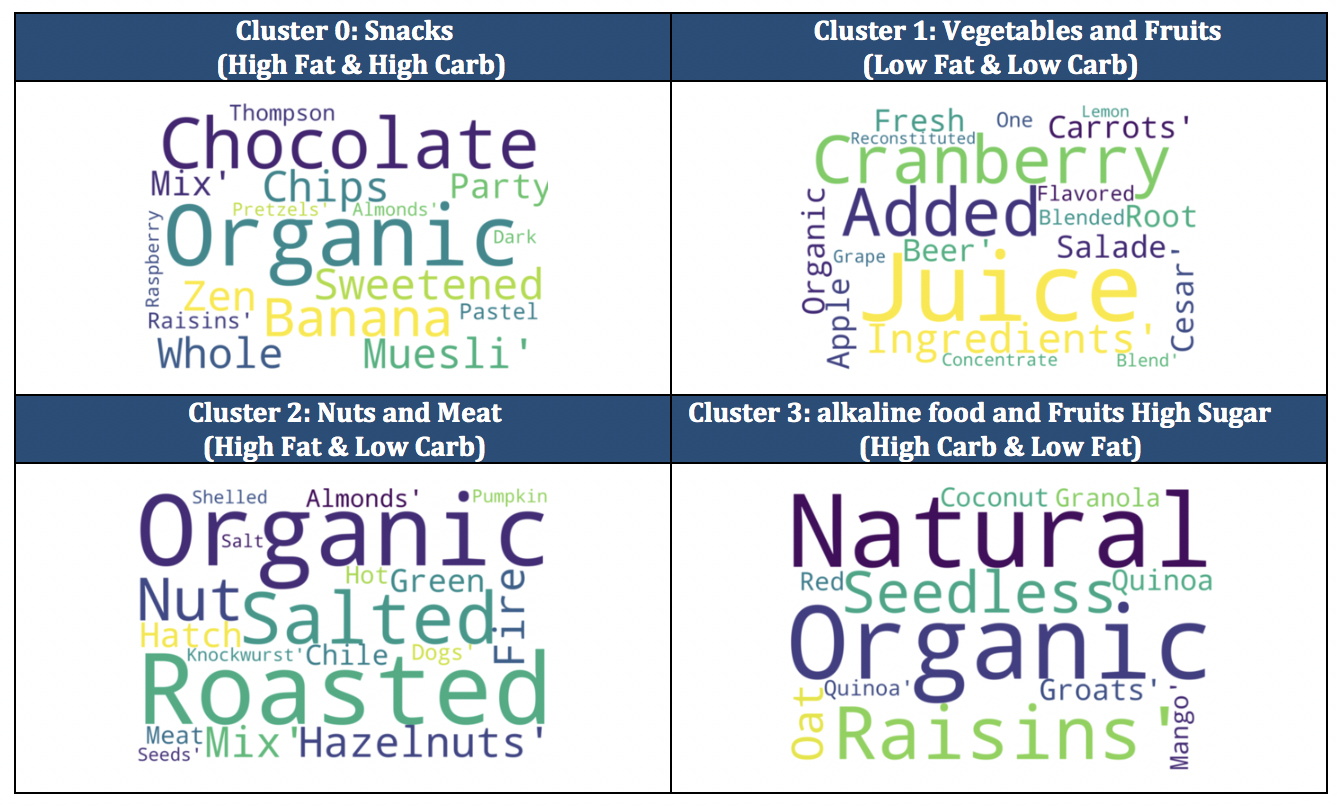 Cluster 0: Snacks
(High Fat & High Carb)
Cluster 1: Vegetables and Fruits
(Low Fat & Low Carb)
Thompson
Chocolate
Mix' Chips Party
Pretzels' Almonds'
Raspberry
Organic
Dark
Sweetened
Zen
Banana Pastel
Raisins'
Whole Muesli'
Fresh One Lemon
Carrots'
Reconstituted
Cranberry
Organic
Added Flavored
Blended Root
Beer' Salade
Grape
Juice
Apple
Cesar'
Ingredients'
Concentrate Blend'
-
Cluster 2: Nuts and Meat
(High Fat & Low Carb)
Cluster 3: alkaline food and Fruits High Sugar
(High Carb & Low Fat)
Shelled Almonds' Pumpkin
Organic
Salt
Hot Green
Nut Salted Fire
Hatch
Knockwurst' Chile Dogs'
Roasted
Meat Mix' Hazelnuts'
Seeds'
Coconut Granola
Natural
Red Seedless Quinoa
Organic
Quinoa' Groats'
Oat Raisins' Mango'